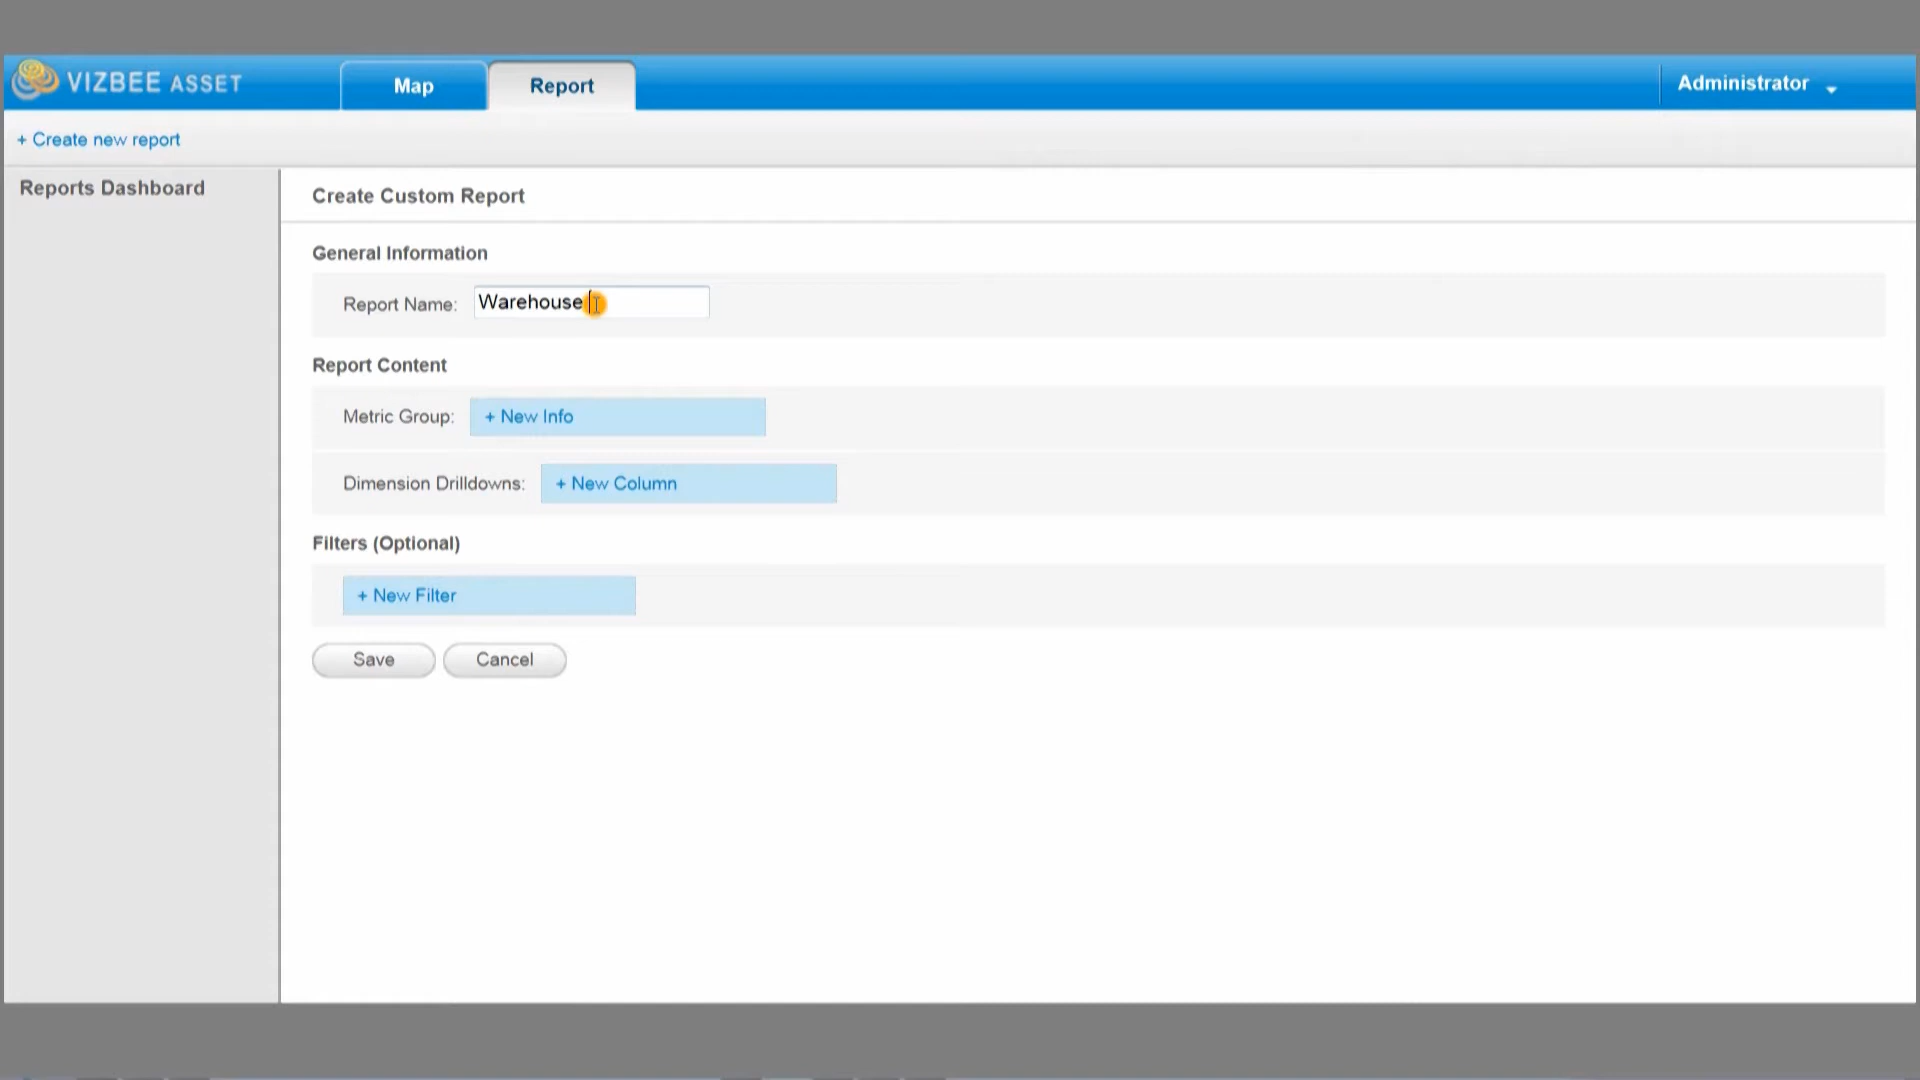 VIZBEE ASSET
Map
Report
Administrator
+ Create new report
Reports Dashboard
Create Custom Report
General Information
Report Name: Warehouse
Report Content
Metric Group: + New Info
Dimension Drilldowns: + New Column
Filters (Optional)
+ New Filter
Save Cancel